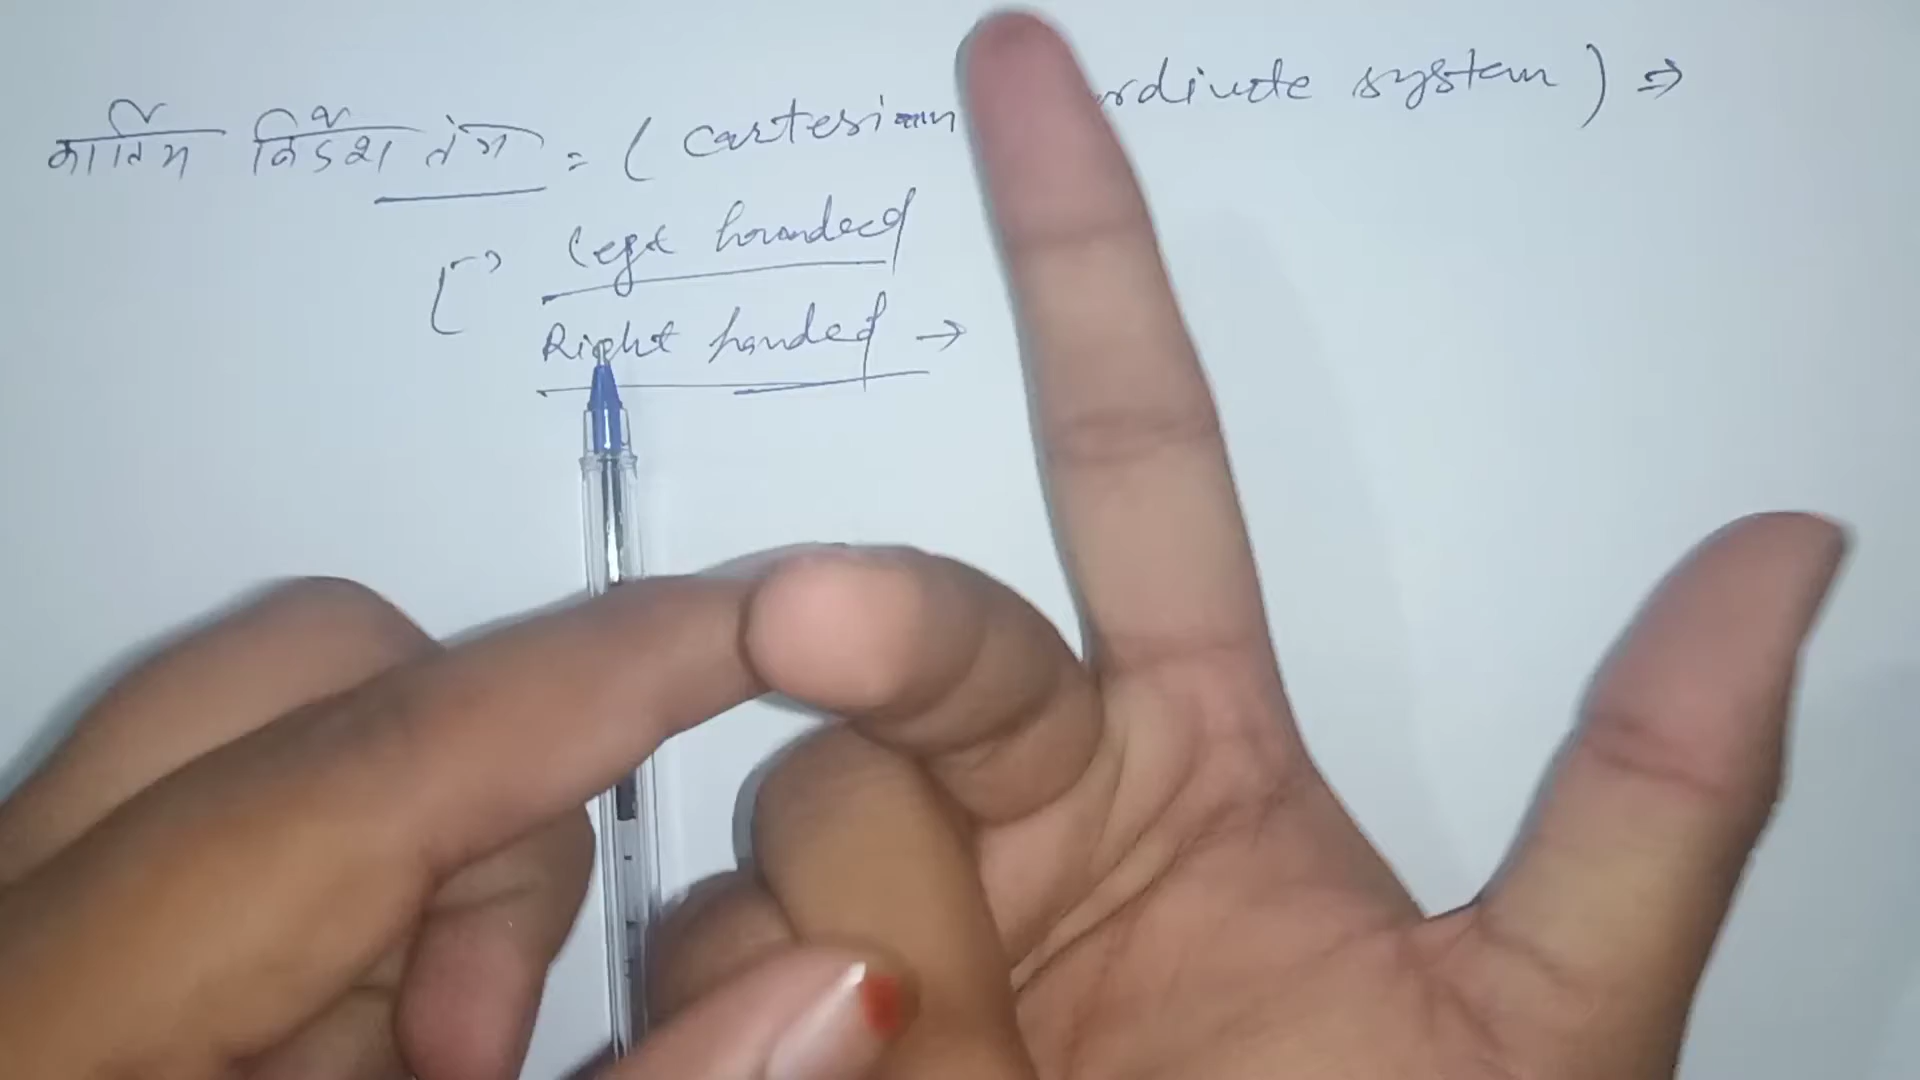 कार्तिय निर्देश तंत्र = ( cartesian ordinate system ) ⇒
[→ left handed
Right handed →